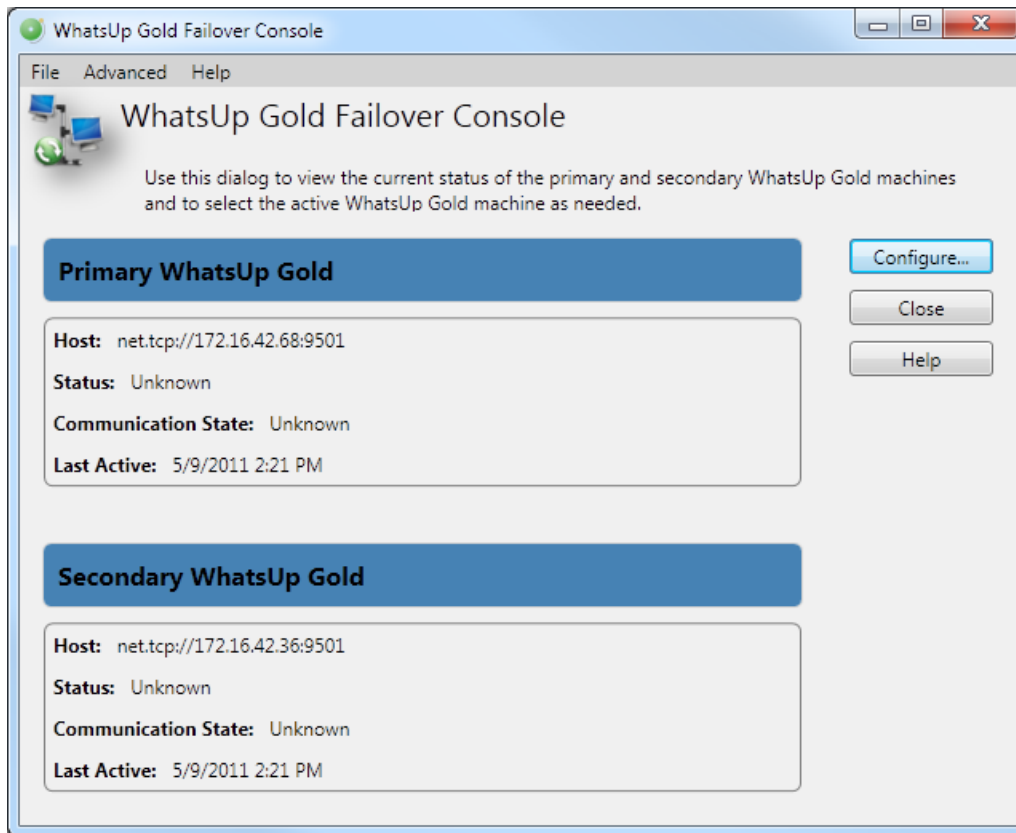 WhatsUp Gold Failover Console
File Advanced Help
WhatsUp Gold Failover Console
Use this dialog to view the current status of the primary and secondary WhatsUp Gold machines
and to select the active WhatsUp Gold machine as needed.
Primary WhatsUp Gold
Configure...
Close
Help
Host: net.tcp://172.16.42.68:9501
Status: Unknown
Communication State: Unknown
Last Active: 5/9/2011 2:21 PM
Secondary WhatsUp Gold
Host: net.tcp://172.16.42.36:9501
Status: Unknown
Communication State: Unknown
Last Active: 5/9/2011 2:21 PM